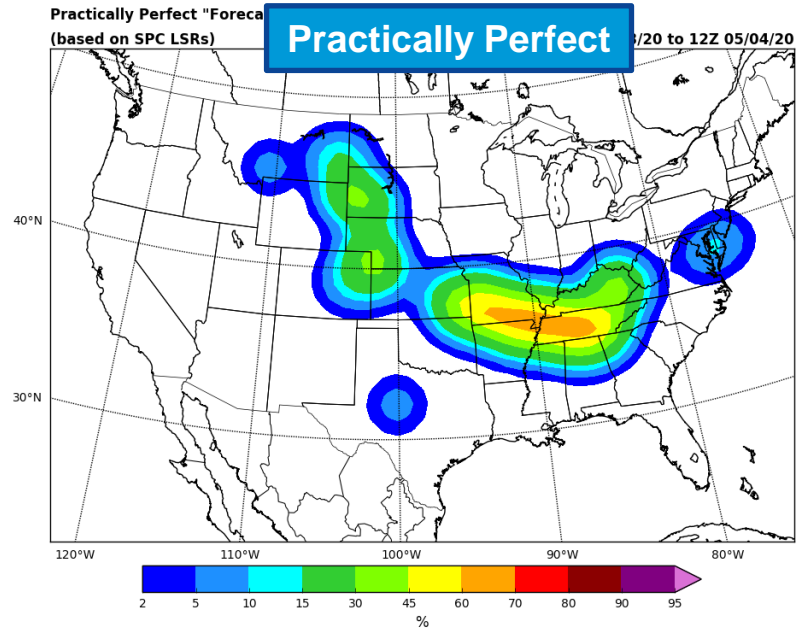 Practically Perfect "Foreca
(based on SPC LSRs)
Practically Perfect
/20 to 12Z 05/04/20
40°N
30°N
120°W 110°W 100°W 90°W 80°W
2 5 10 15 30 45 60 70 80 90 95
%